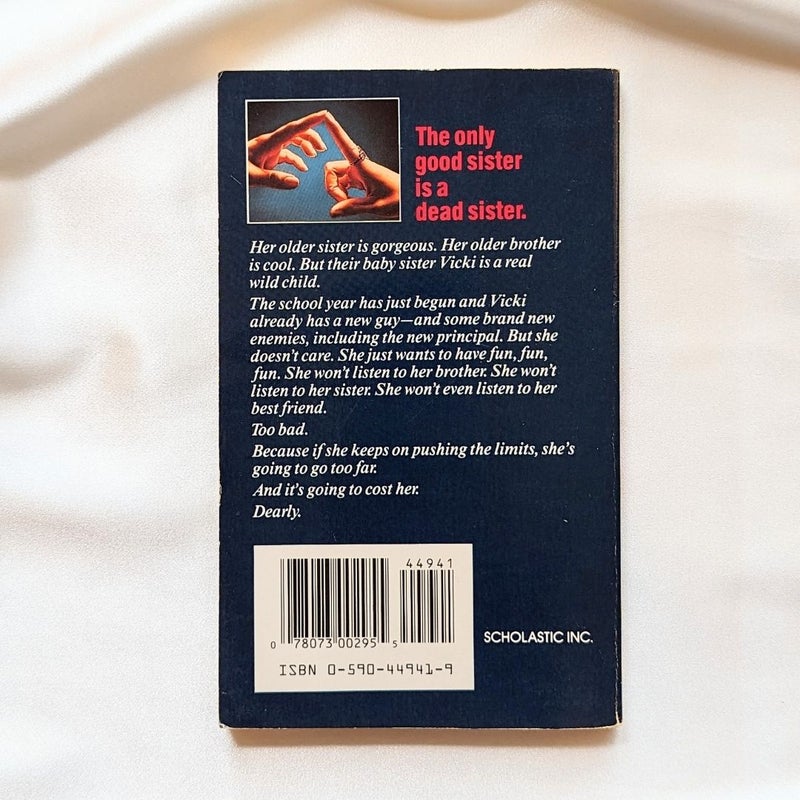 The only
good sister
is a
dead sister.
Her older sister is gorgeous. Her older brother
is cool. But their baby sister Vicki is a real
wild child.
The school year has just begun and Vicki
already has a new guy—and some brand new
enemies, including the new principal. But she
doesn't care. She just wants to have fun, fun,
fun. She won't listen to her brother. She won't
listen to her sister. She won't even listen to her
best friend.
Too bad.
Because if she keeps on pushing the limits, she's
going to go too far.
And it's going to cost her.
Dearly.
44941
0 78073 00295 5
ISBN 0-590-44941-9
SCHOLASTIC INC.